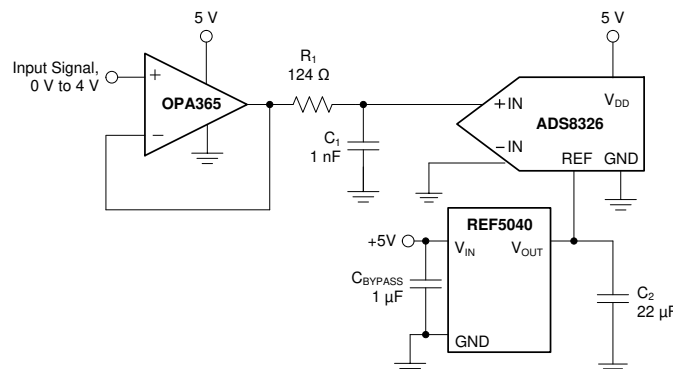 5 V
5 V
R1
124 Ω
Input Signal,
0 V to 4 V
+
OPA365
−
+IN
VDD
ADS8326
C1
1 nF
−IN
REF
GND
REF5040
+5V
VIN
VOUT
CBYPASS
1 µF
C2
22 µF
GND